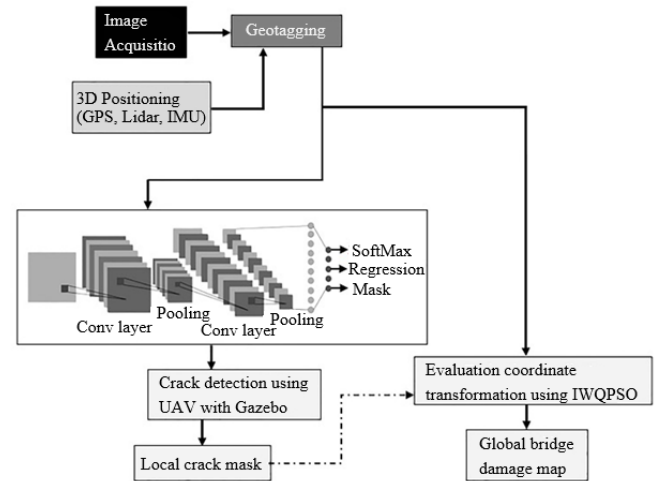 Image
Acquisitio
Geotagging
3D Positioning
(GPS, Lidar, IMU)
SoftMax
Regression
Mask
Conv layer
Pooling
Conv layer
Pooling
Crack detection using
UAV with Gazebo
Local crack mask
Evaluation coordinate
transformation using IWQPSO
Global bridge
damage map